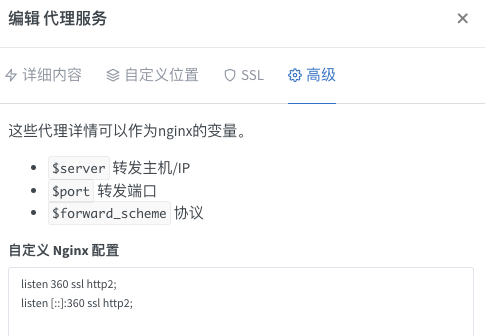 编辑 代理服务
详细内容 自定义位置 SSL 高级
这些代理详情可以作为nginx的变量。
$server 转发主机/IP
$port 转发端口
$forward_scheme 协议
自定义 Nginx 配置
listen 360 ssl http2;
listen [::]:360 ssl http2;